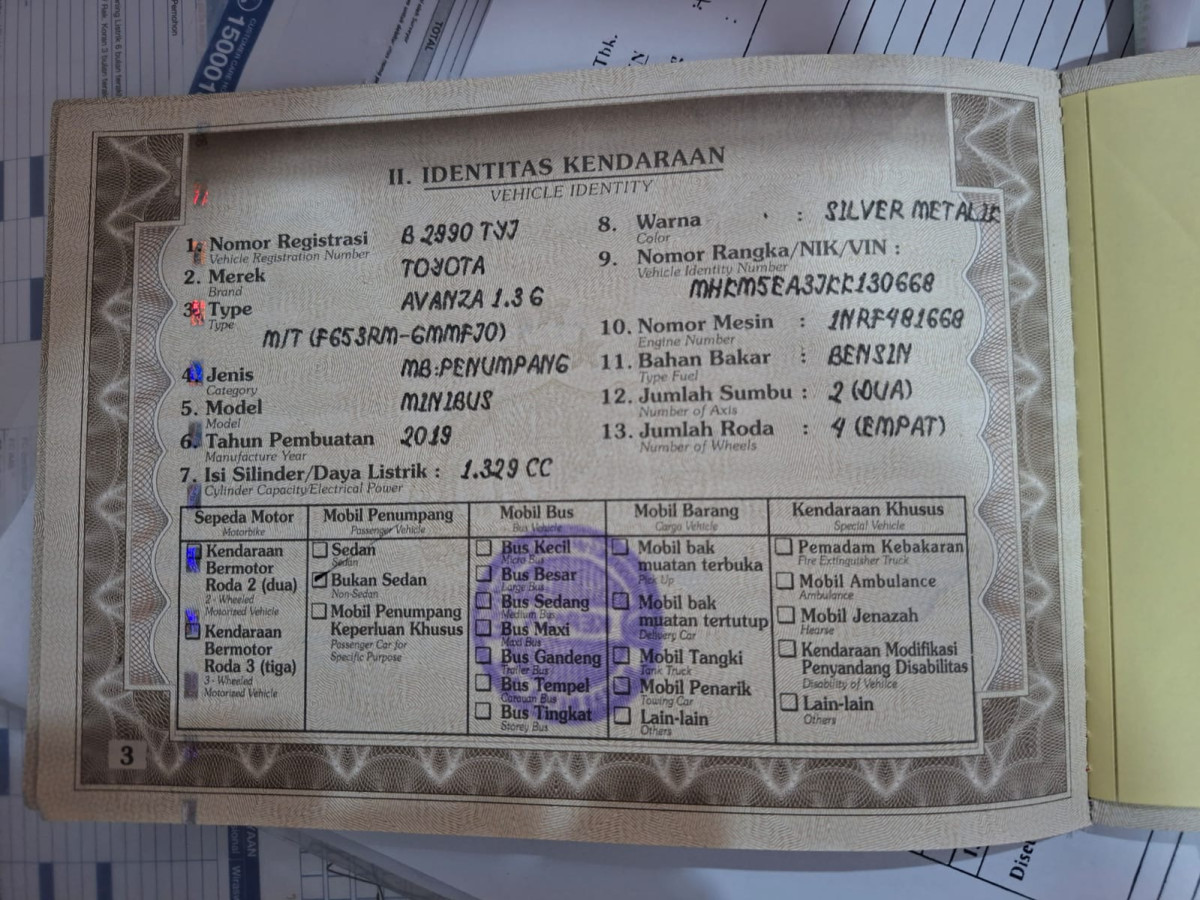 II. IDENTITAS KENDARAAN
VEHICLE IDENTITY
1. Nomor Registrasi B 2990 TYJ
Vehicle Registration Number
2. Merek TOYOTA
Brand
3. Type AVANZA 1.3 G
Type
M/T (F653RM-GMMFJO)
4. Jenis MB.PENUMPANG
Category
5. Model MINIBUS
Model
6. Tahun Pembuatan 2019
Manufacture Year
7. Isi Silinder/Daya Listrik : 1.329 CC
Cylinder Capacity/Electrical Power
8. Warna : SILVER METALIK
Color
9. Nomor Rangka/NIK/VIN :
Vehicle Identity Number
MHKM5EA3JKK130668
10. Nomor Mesin : 1NRF481668
Engine Number
11. Bahan Bakar : BENSIN
Type Fuel
12. Jumlah Sumbu : 2 (DUA)
Number of Axis
13. Jumlah Roda : 4 (EMPAT)
Number of Wheels
Sepeda Motor
Motorbike
Kendaraan
Bermotor
Roda 2 (dua)
2 - Wheeled
Motorized Vehicle
Kendaraan
Bermotor
Roda 3 (tiga)
3 - Wheeled
Motorized Vehicle
Mobil Penumpang
Passenger Vehicle
Sedan
Sedan
Bukan Sedan
Non-Sedan
Mobil Penumpang
Keperluan Khusus
Passenger Car for
Specific Purpose
Mobil Bus
Bus Vehicle
Bus Kecil
Micro Bus
Bus Besar
Large Bus
Bus Sedang
Medium Bus
Bus Maxi
Maxi Bus
Bus Gandeng
Trailer Bus
Bus Tempel
Caravan Bus
Bus Tingkat
Storey Bus
Mobil Barang
Cargo Vehicle
Mobil bak
muatan terbuka
Pick Up
Mobil bak
muatan tertutup
Delivery Car
Mobil Tangki
Tank Truck
Mobil Penarik
Towing Car
Lain-lain
Others
Kendaraan Khusus
Special Vehicle
Pemadam Kebakaran
Fire Extinguisher Truck
Mobil Ambulance
Ambulance
Mobil Jenazah
Hearse
Kendaraan Modifikasi
Penyandang Disabilitas
Disability of Vehilce
Lain-lain
Others
3
TOTAL
Tbk.